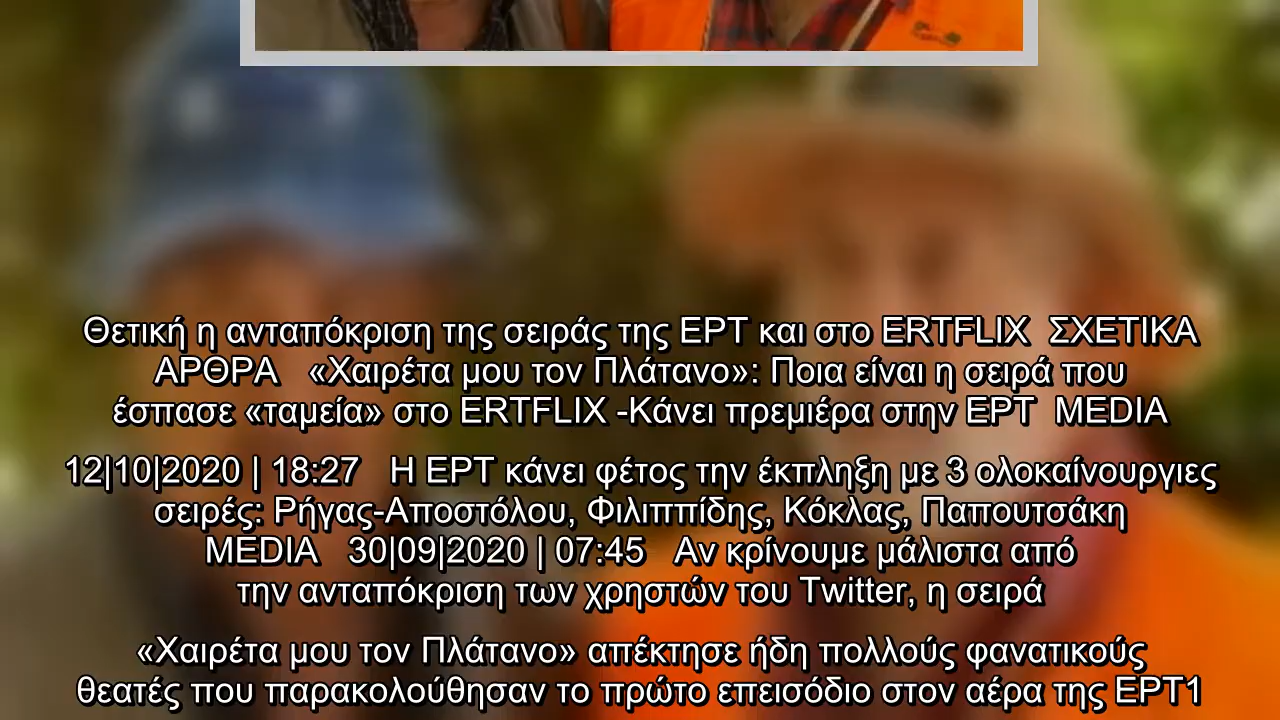 Θετική η ανταπόκριση της σειράς της ΕΡΤ και στο ERTFLIX ΣΧΕΤΙΚΑ
ΑΡΘΡΑ «Χαιρέτα μου τον Πλάτανο»: Ποια είναι η σειρά που
έσπασε «ταμεία» στο ERTFLIX -Κάνει πρεμιέρα στην ΕΡΤ MEDIA
12|10|2020 | 18:27 Η ΕΡΤ κάνει φέτος την έκπληξη με 3 ολοκαίνουργιες
σειρές: Ρήγας-Αποστόλου, Φιλιππίδης, Κόκλας, Παπουτσάκη
MEDIA 30|09|2020 | 07:45 Αν κρίνουμε μάλιστα από
την ανταπόκριση των χρηστών του Twitter, η σειρά
«Χαιρέτα μου τον Πλάτανο» απέκτησε ήδη πολλούς φανατικούς
θεατές που παρακολούθησαν το πρώτο επεισόδιο στον αέρα της ΕΡΤ1